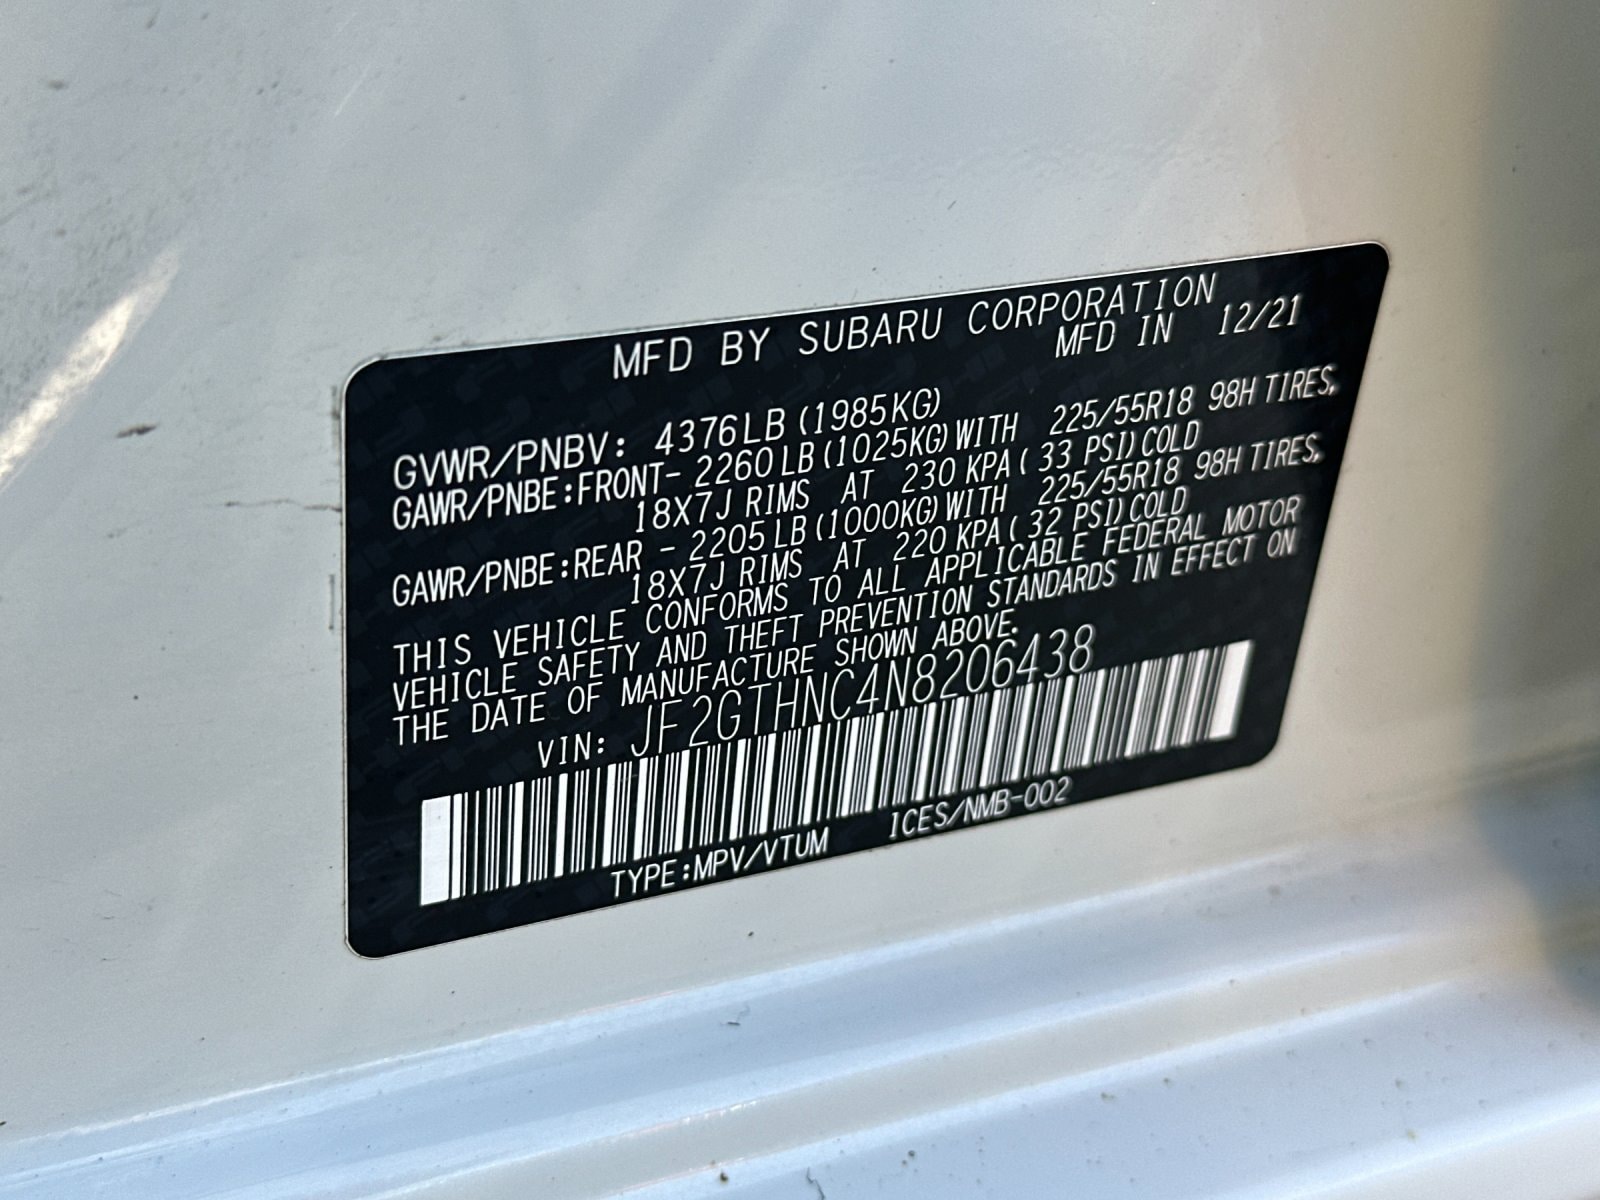 MFD BY SUBARU CORPORATION
MFD IN 12/21
GVWR/PNBV: 4376LB (1985KG)
GAWR/PNBE:FRONT- 2260LB (1025KG) WITH 225/55R18 98H TIRES,
18X7J RIMS AT 230 KPA ( 33 PSI) COLD
GAWR/PNBE:REAR - 2205LB (1000KG) WITH 225/55R18 98H TIRES,
18X7J RIMS AT 220 KPA ( 32 PSI) COLD
THIS VEHICLE CONFORMS TO ALL APPLICABLE FEDERAL MOTOR
VEHICLE SAFETY AND THEFT PREVENTION STANDARDS IN EFFECT ON
THE DATE OF MANUFACTURE SHOWN ABOVE.
VIN: JF2GTHNC4N8206438
TYPE:MPV/VTUM ICES/NMB-002